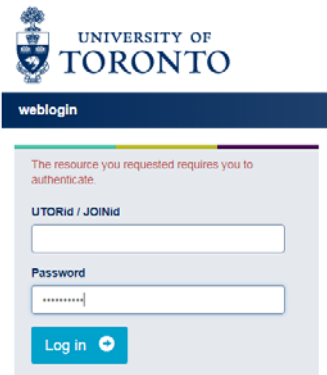 UNIVERSITY OF
TORONTO
weblogin
The resource you requested requires you to
authenticate.
UTORid / JOINid
Password
••••••••••
Log in